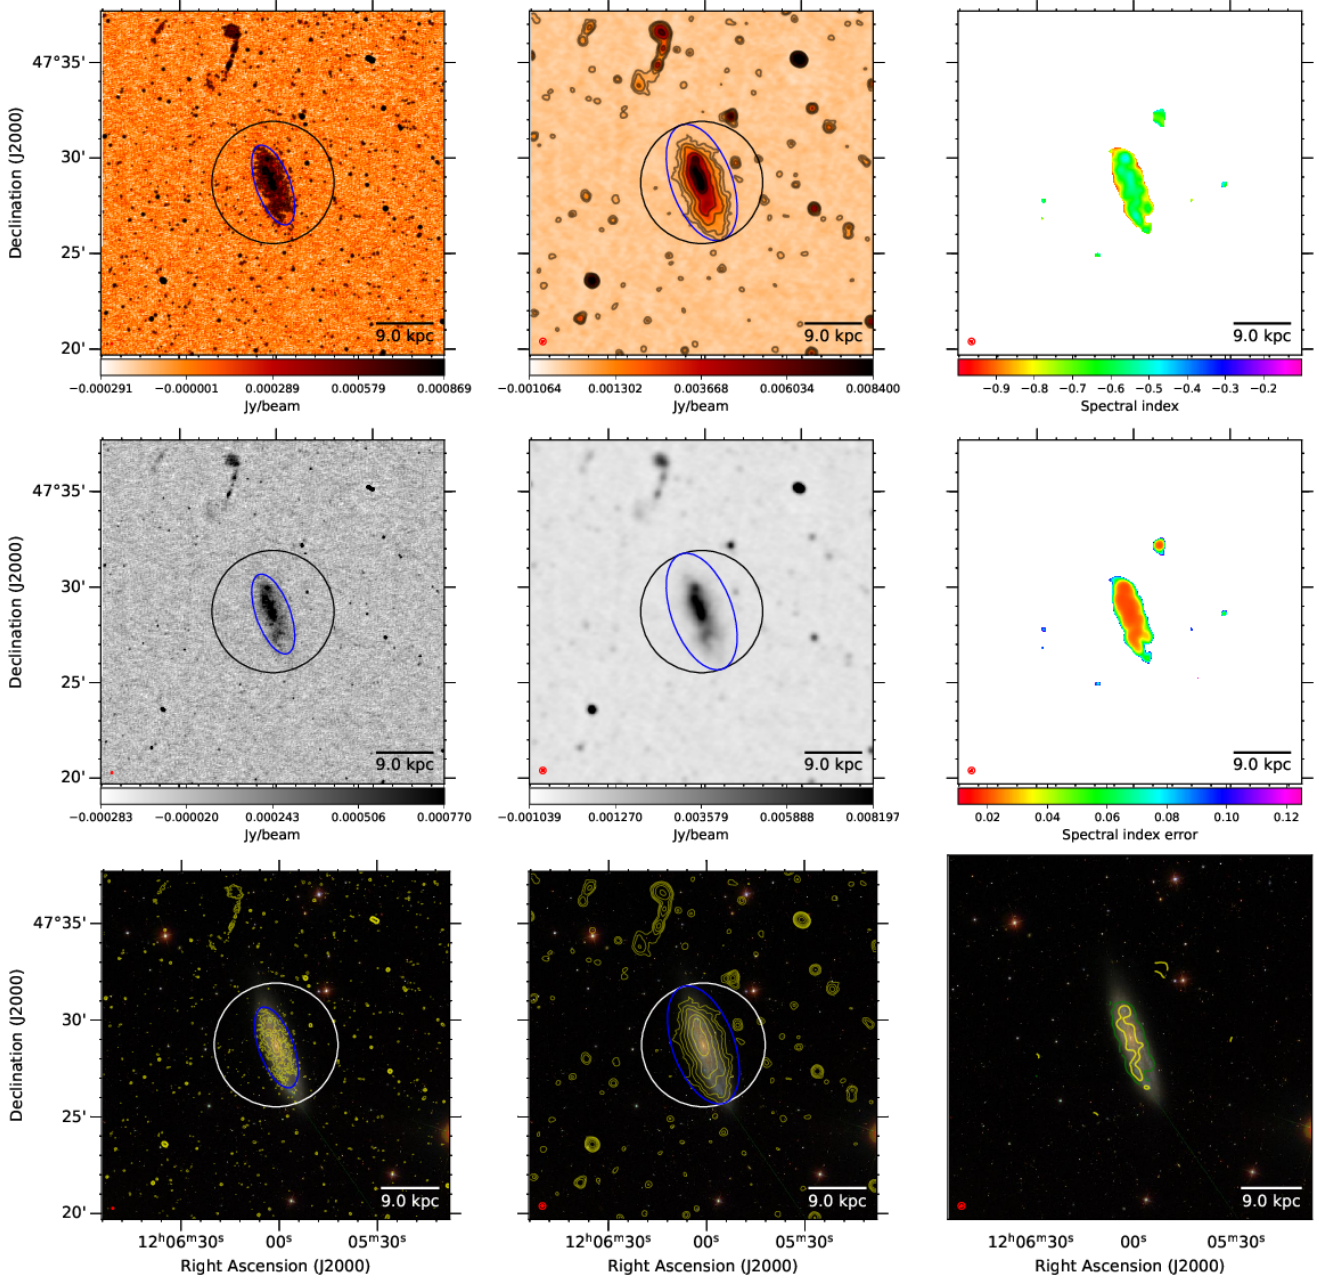 47°35'
30'
25'
20'
Declination (J2000)
9.0 kpc
9.0 kpc
9.0 kpc
−0.000291 −0.000001 0.000289 0.000579 0.000869
Jy/beam
−0.001064 0.001302 0.003668 0.006034 0.008400
Jy/beam
−0.9 −0.8 −0.7 −0.6 −0.5 −0.4 −0.3 −0.2
Spectral index
47°35'
30'
25'
20'
Declination (J2000)
9.0 kpc
9.0 kpc
9.0 kpc
−0.000283 −0.000020 0.000243 0.000506 0.000770
Jy/beam
−0.001039 0.001270 0.003579 0.005888 0.008197
Jy/beam
0.02 0.04 0.06 0.08 0.10 0.12
Spectral index error
47°35'
30'
25'
20'
Declination (J2000)
9.0 kpc
9.0 kpc
9.0 kpc
12ʰ06ᵐ30ˢ 00ˢ 05ᵐ30ˢ
Right Ascension (J2000)
12ʰ06ᵐ30ˢ 00ˢ 05ᵐ30ˢ
Right Ascension (J2000)
12ʰ06ᵐ30ˢ 00ˢ 05ᵐ30ˢ
Right Ascension (J2000)